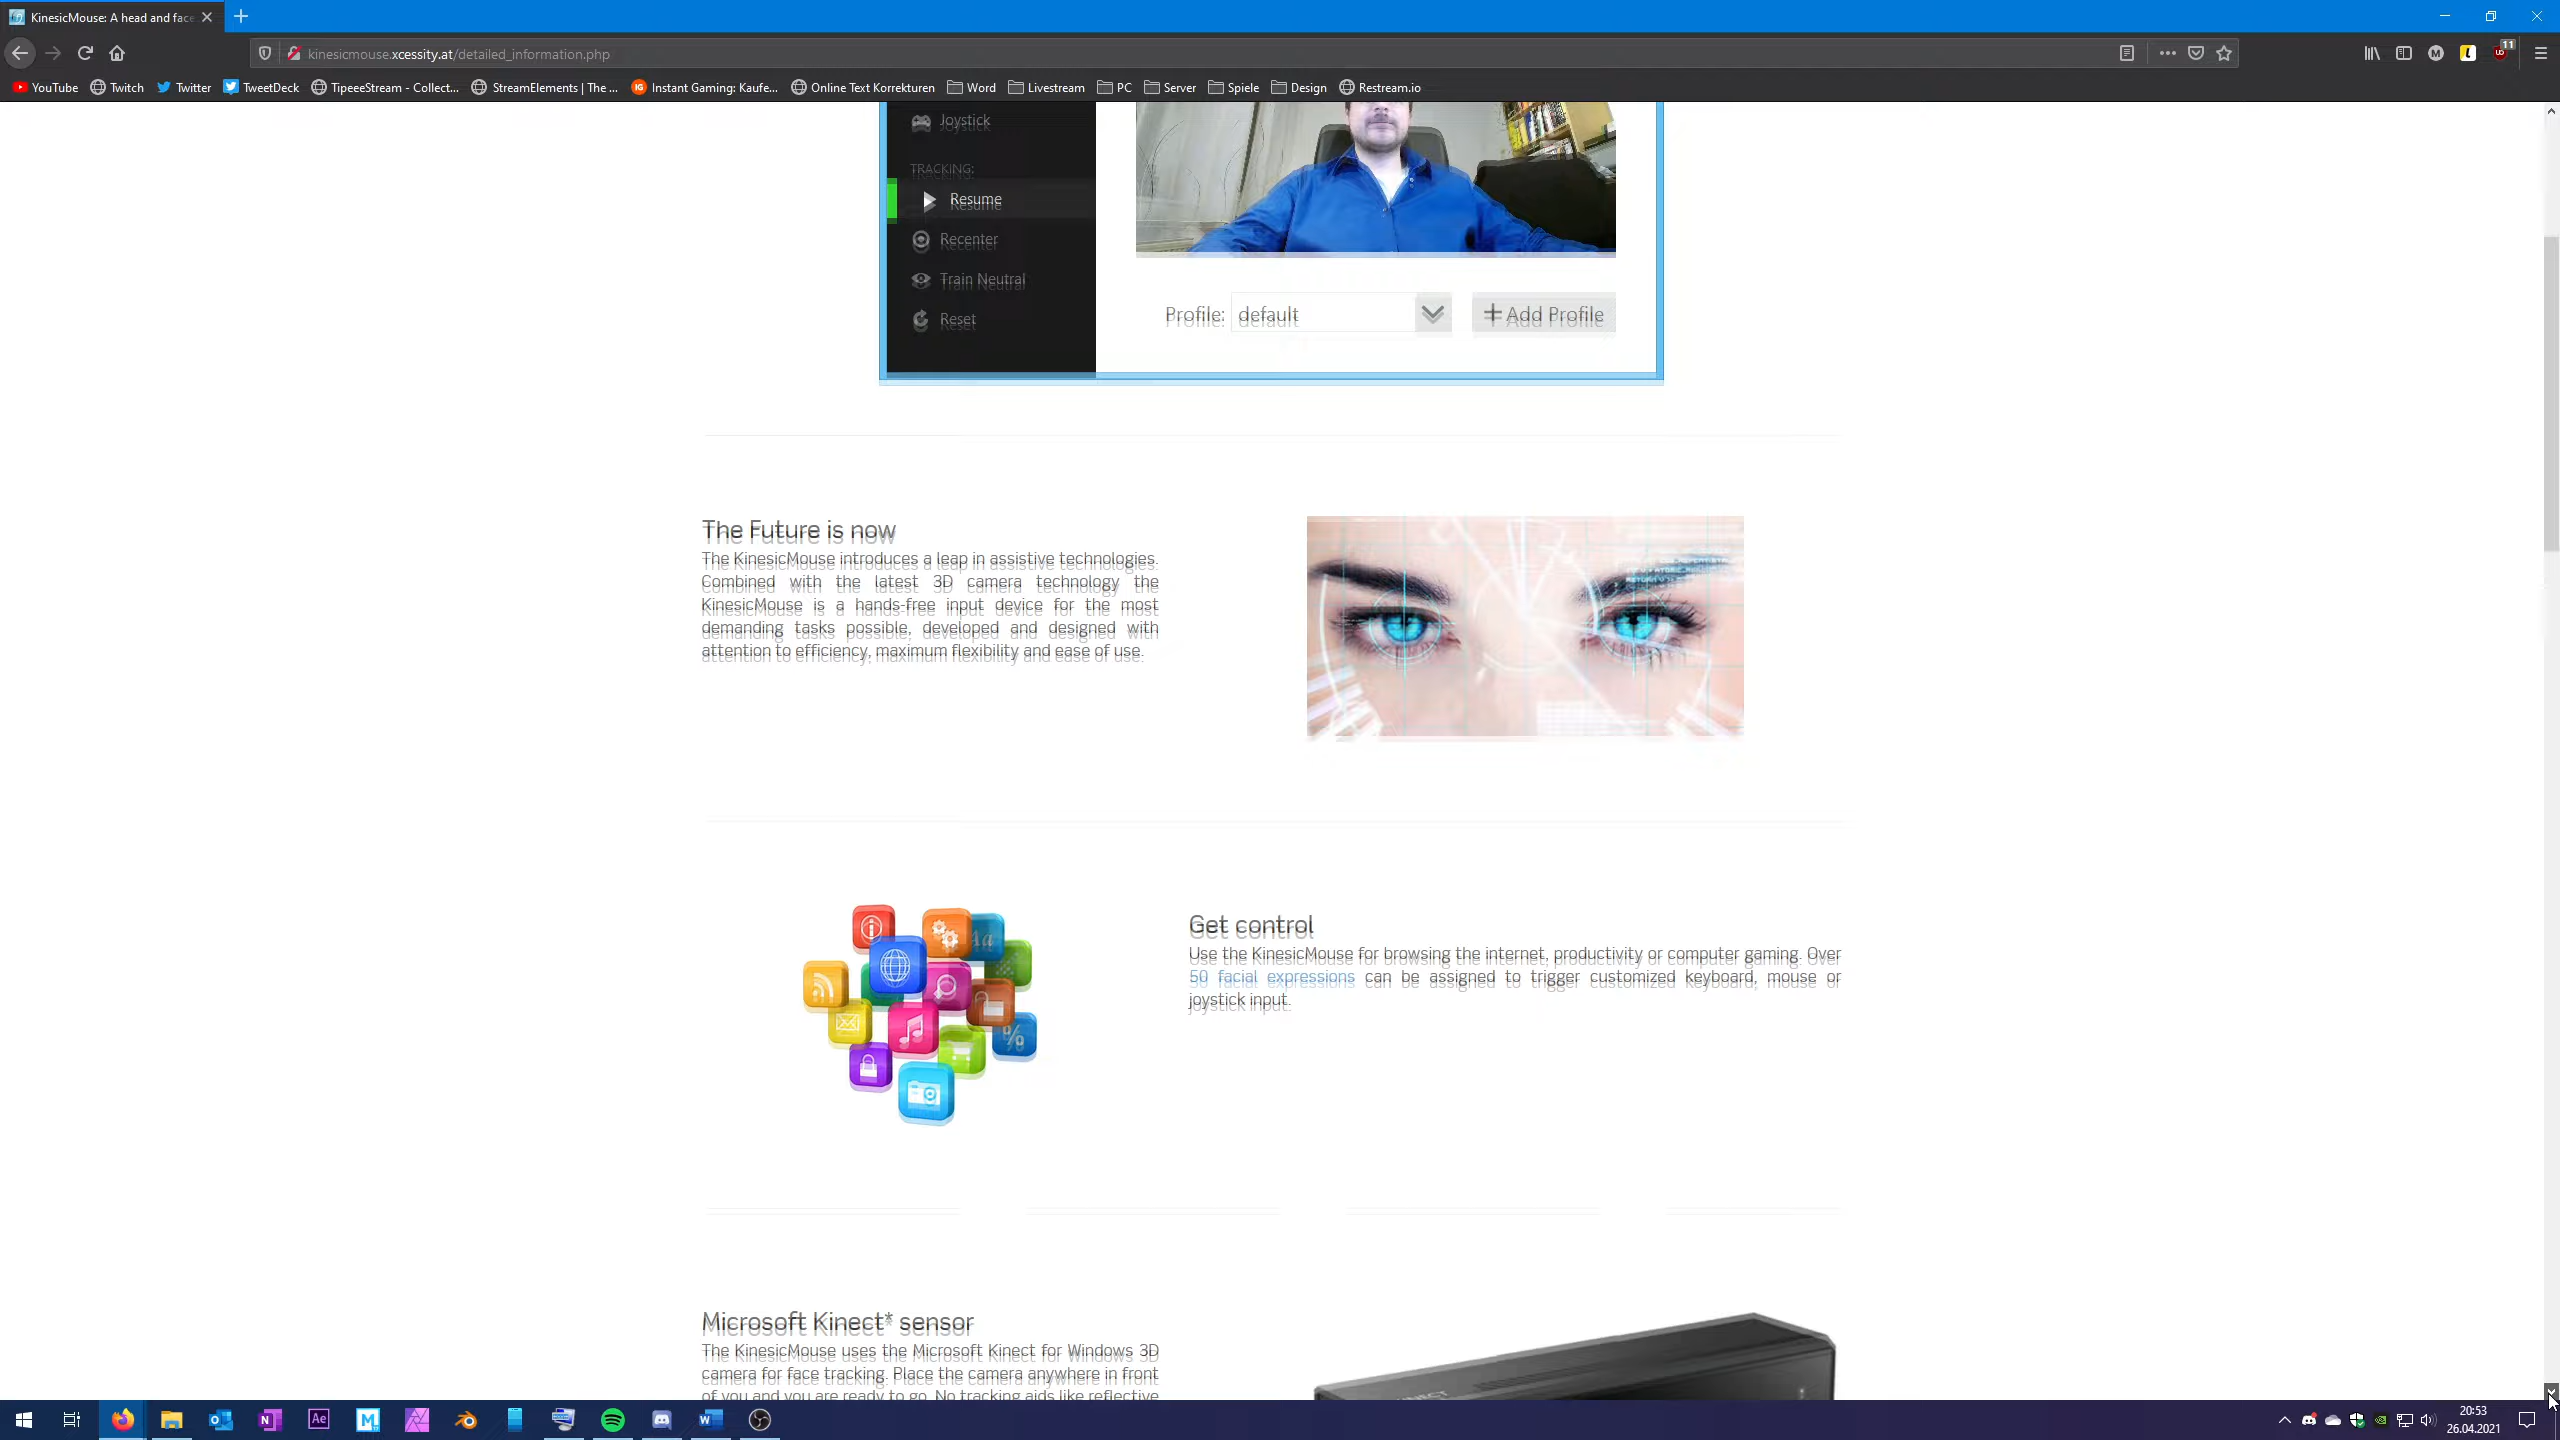 KinesicMouse: A head and face
kinesicmouse.xcessity.at/detailed_information.php
11
YouTube
Twitch
Twitter
TweetDeck
TipeeeStream - Collect...
StreamElements | The ...
Instant Gaming: Kaufe...
Online Text Korrekturen
Word
Livestream
PC
Server
Spiele
Design
Restream.io
Joystick
TRACKING:
Resume
Recenter
Train Neutral
Reset
Profile: default
Add Profile
The Future is now
The KinesicMouse introduces a leap in assistive technologies.
Combined with the latest 3D camera technology the
KinesicMouse is a hands-free input device for the most
demanding tasks possible, developed and designed with
attention to efficiency, maximum flexibility and ease of use.
Aa
%
Get control
Use the KinesicMouse for browsing the internet, productivity or computer gaming. Over
50 facial expressions can be assigned to trigger customized keyboard, mouse or
joystick input.
Microsoft Kinect* sensor
The KinesicMouse uses the Microsoft Kinect for Windows 3D
camera for face tracking. Place the camera anywhere in front
of you and you are ready to go. No tracking aids like reflective
Ae
20:53
26.04.2021